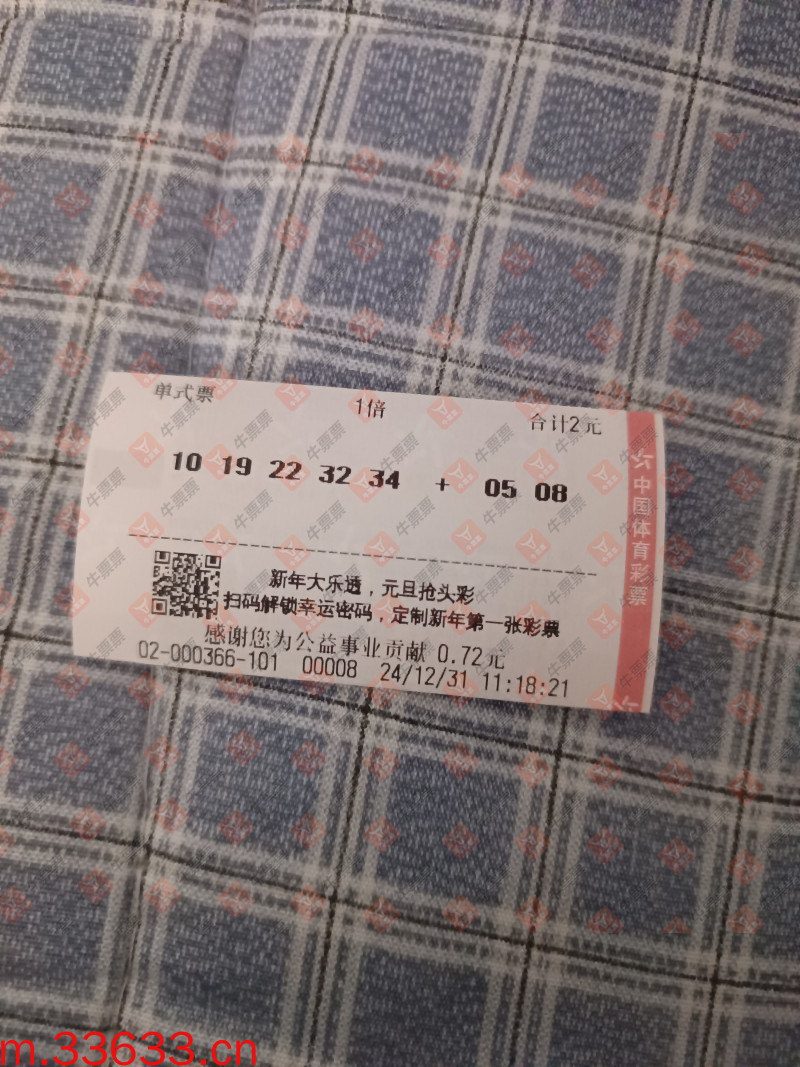 单式票 1倍 合计2元
10 19 22 32 34 + 05 08
新年大乐透，元旦抢头彩
扫码解锁幸运密码，定制新年第一张彩票
感谢您为公益事业贡献 0.72元
02-000366-101 00008 24/12/31 11:18:21
中国体育彩票
牛票票
m.33633.cn